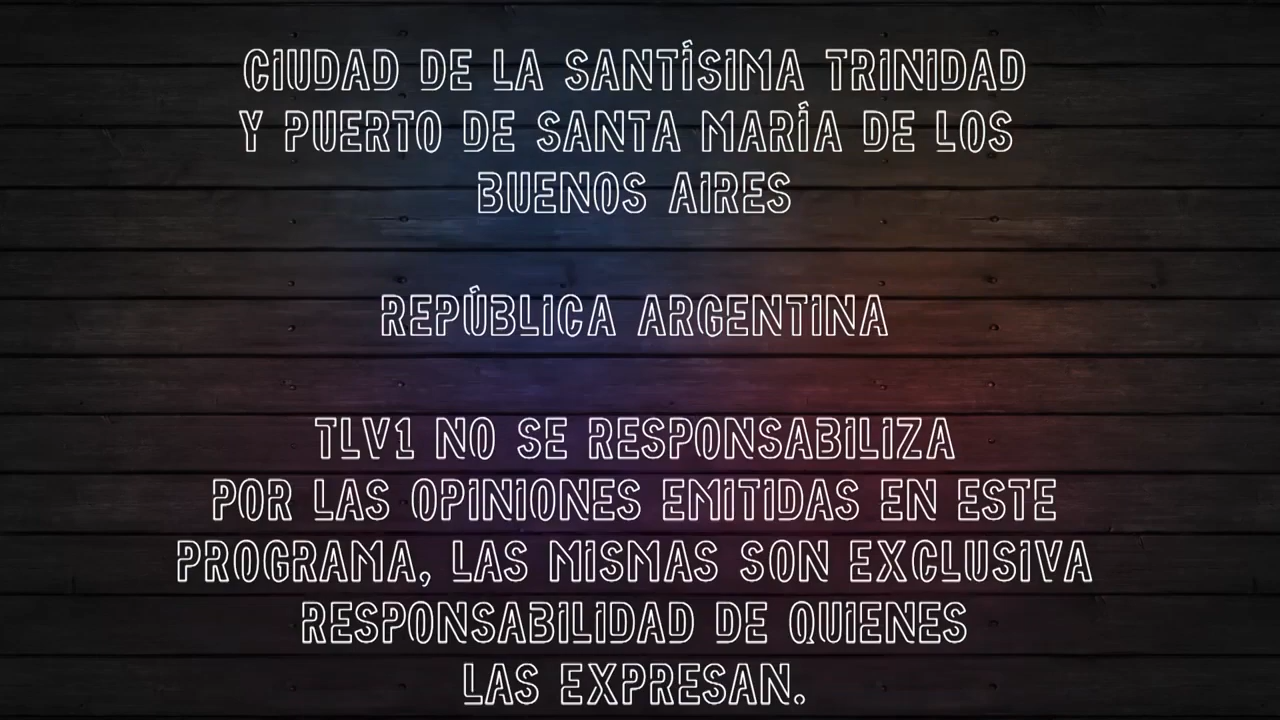 CIUDAD DE LA SANTÍSIMA TRINIDAD
Y PUERTO DE SANTA MARÍA DE LOS
BUENOS AIRES
REPÚBLICA ARGENTINA
TLV1 NO SE RESPONSABILIZA
POR LAS OPINIONES EMITIDAS EN ESTE
PROGRAMA, LAS MISMAS SON EXCLUSIVA
RESPONSABILIDAD DE QUIENES
LAS EXPRESAN.